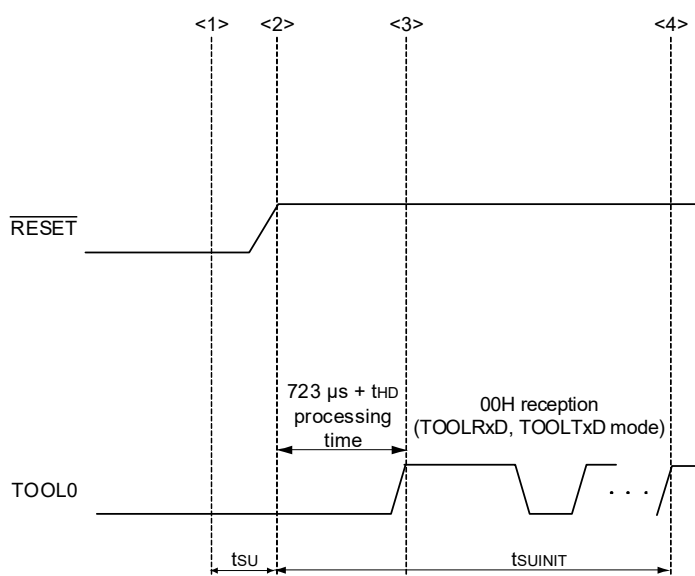 <1> <2> <3> <4>
RESET
723 µs + tHD
processing
time
00H reception
(TOOLRxD, TOOLTxD mode)
TOOL0
. . .
tSU tSUINIT